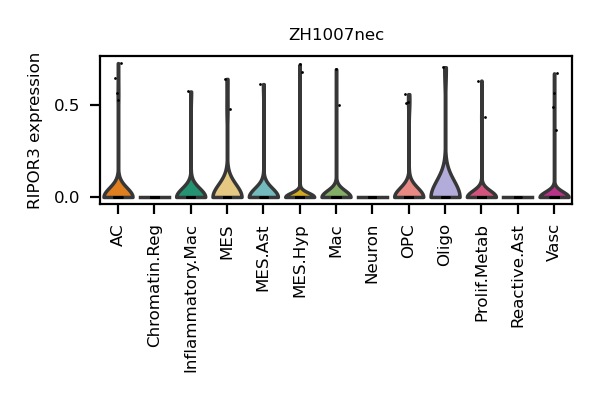 ZH1007nec
RIPOR3 expression
0.5
0.0
AC
Chromatin.Reg
Inflammatory.Mac
MES
MES.Ast
MES.Hyp
Mac
Neuron
OPC
Oligo
Prolif.Metab
Reactive.Ast
Vasc